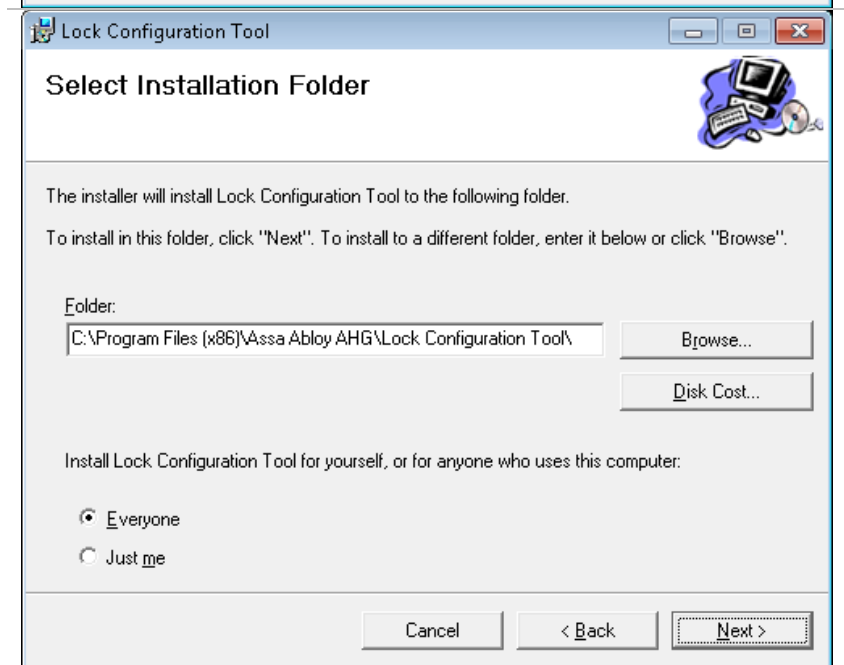 Lock Configuration Tool
Select Installation Folder
The installer will install Lock Configuration Tool to the following folder.
To install in this folder, click "Next". To install to a different folder, enter it below or click "Browse".
Folder:
C:\Program Files (x86)\Assa Abloy AHG\Lock Configuration Tool\
Browse...
Disk Cost...
Install Lock Configuration Tool for yourself, or for anyone who uses this computer:
Everyone
Just me
Cancel
< Back
Next >